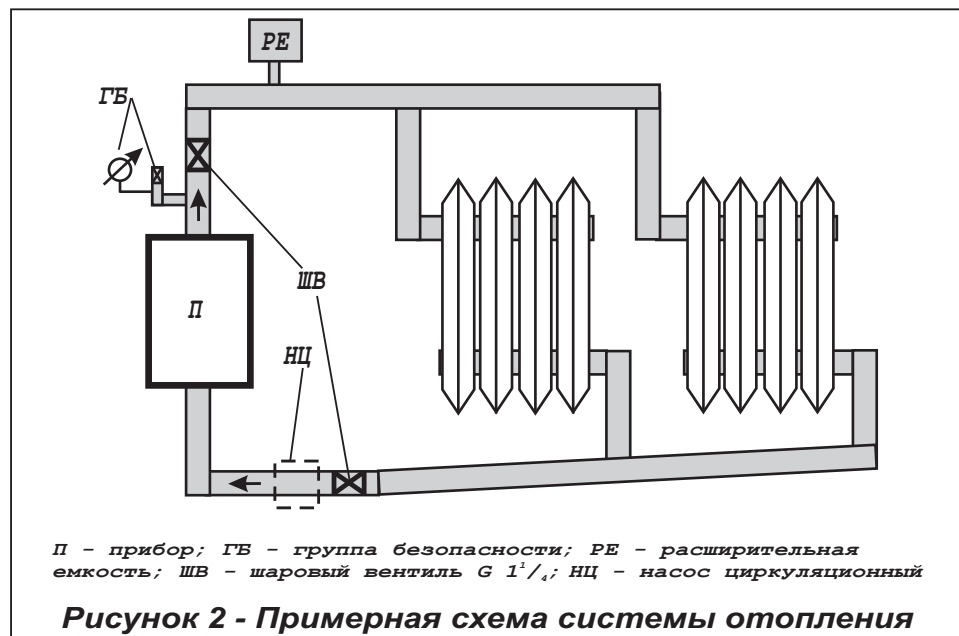 РЕ
ГБ
ШВ
П
НЦ
П - прибор; ГБ - группа безопасности; РЕ - расширительная
емкость; ШВ - шаровый вентиль G 1¹/₄; НЦ - насос циркуляционный
Рисунок 2 - Примерная схема системы отопления